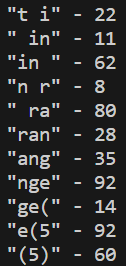 "t i" - 22
" in" - 11
"in " - 62
"n r" - 8
" ra" - 80
"ran" - 28
"ang" - 35
"nge" - 92
"ge(" - 14
"e(5" - 92
"(5)" - 60